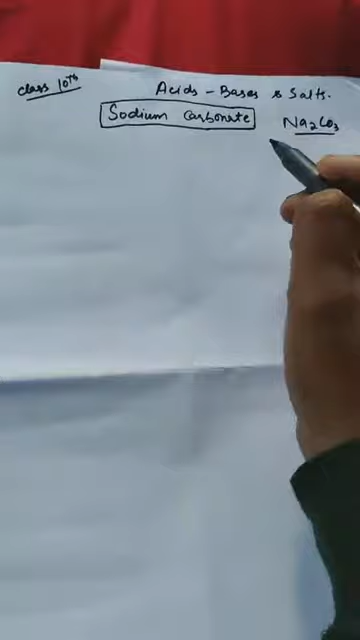 class 10th
Acids - Bases & Salts.
Sodium Carbonate Na2CO3